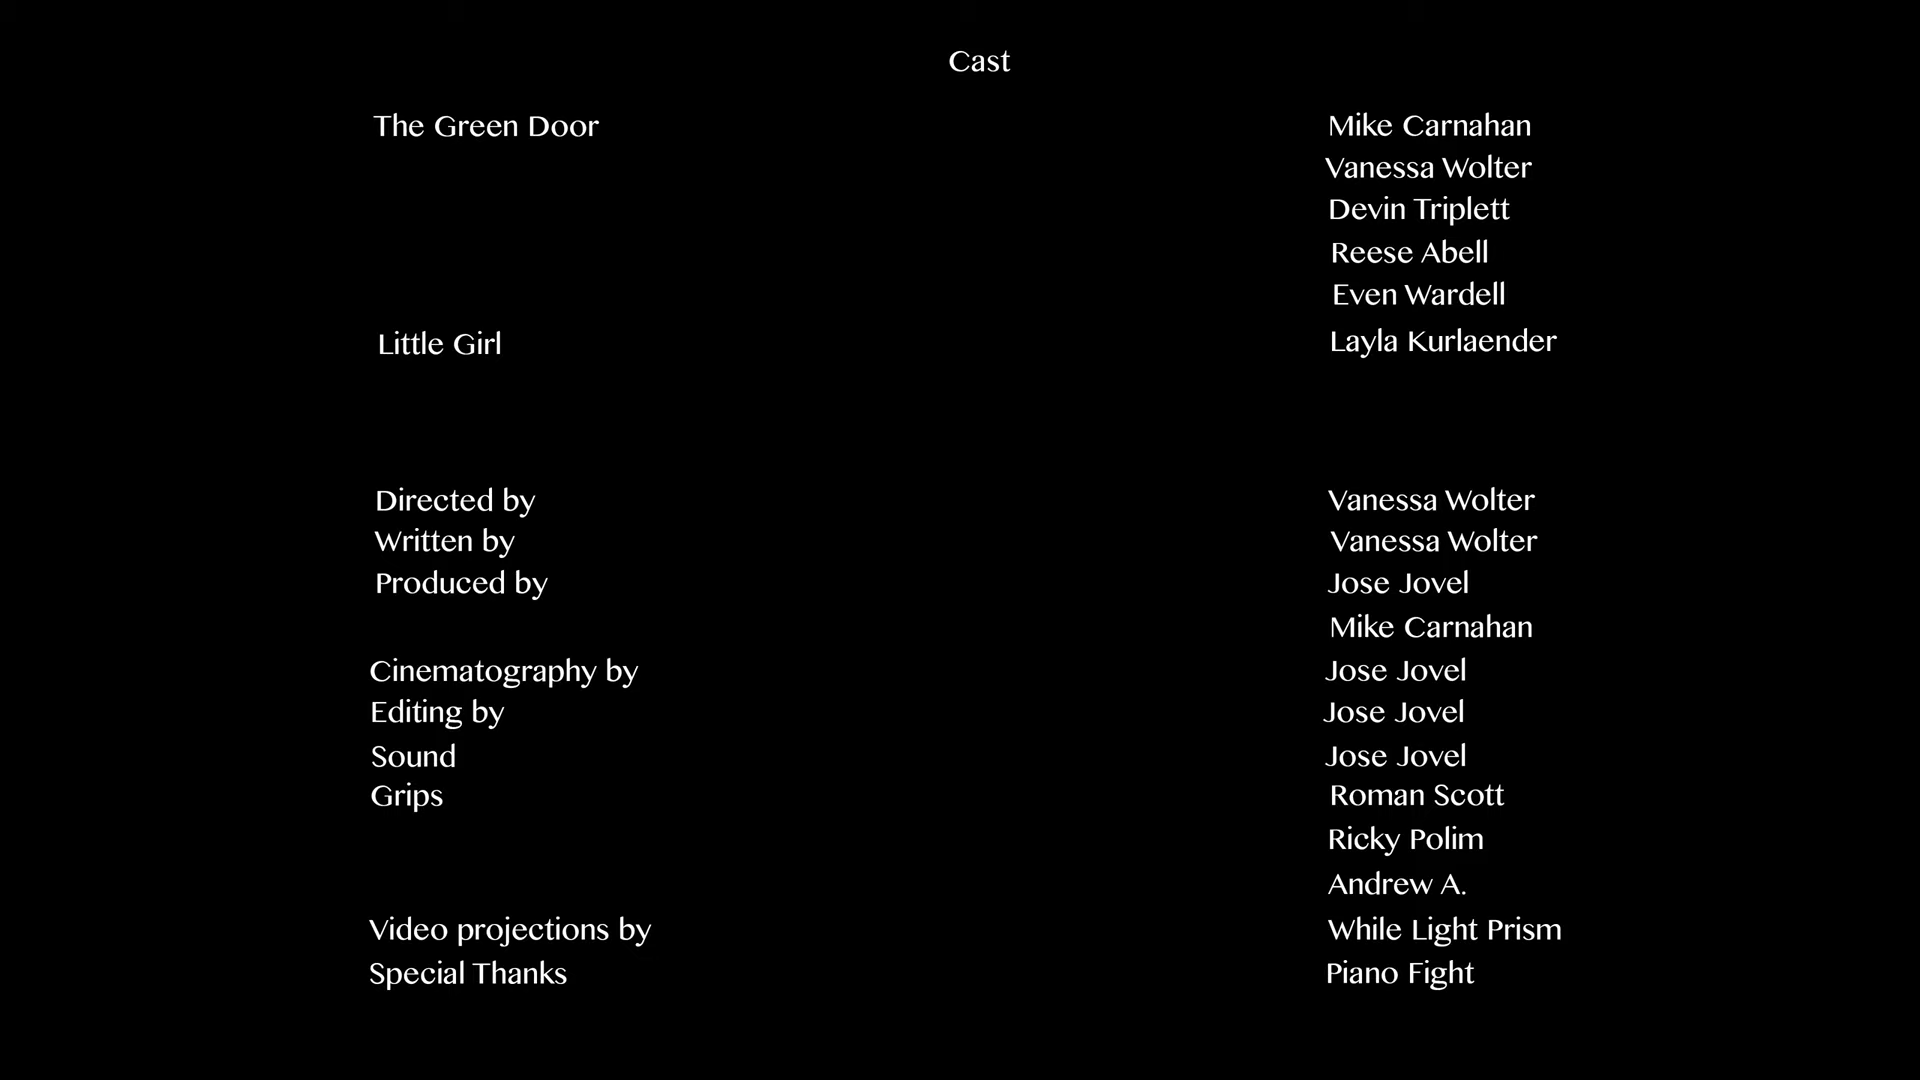 Cast
The Green Door Mike Carnahan
Vanessa Wolter
Devin Triplett
Reese Abell
Even Wardell
Little Girl Layla Kurlaender
Directed by Vanessa Wolter
Written by Vanessa Wolter
Produced by Jose Jovel
Mike Carnahan
Cinematography by Jose Jovel
Editing by Jose Jovel
Sound Jose Jovel
Grips Roman Scott
Ricky Polim
Andrew A.
Video projections by While Light Prism
Special Thanks Piano Fight